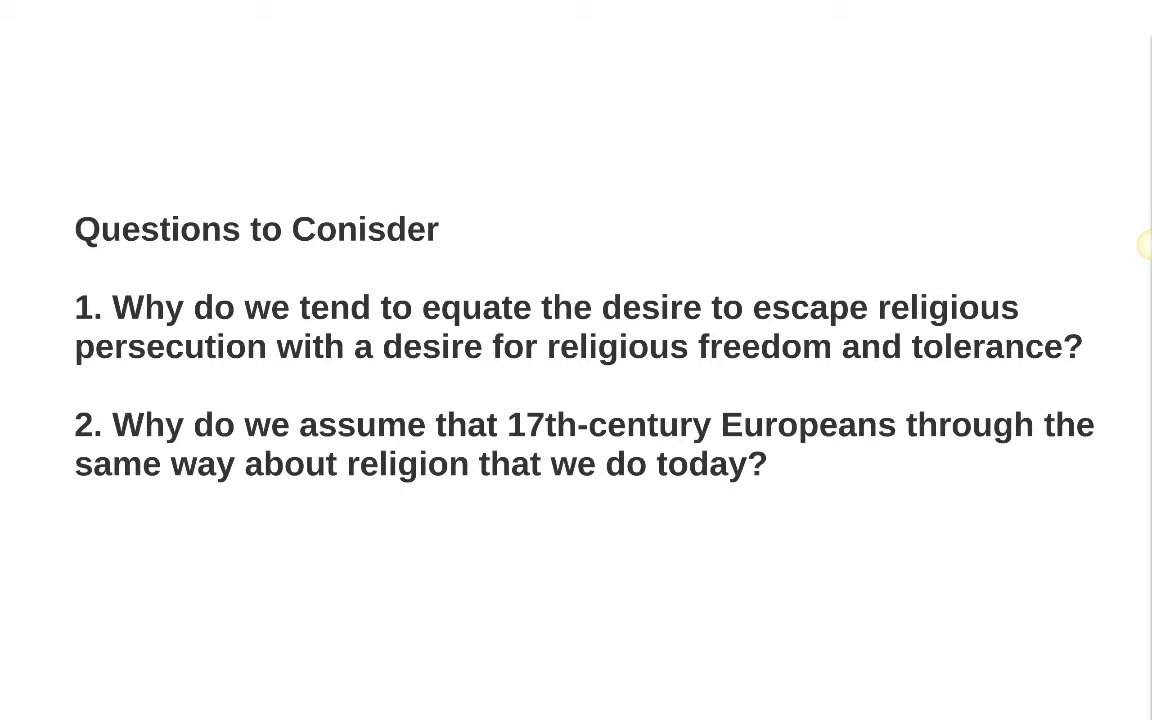 Questions to Conisder
1. Why do we tend to equate the desire to escape religious
persecution with a desire for religious freedom and tolerance?
2. Why do we assume that 17th-century Europeans through the
same way about religion that we do today?